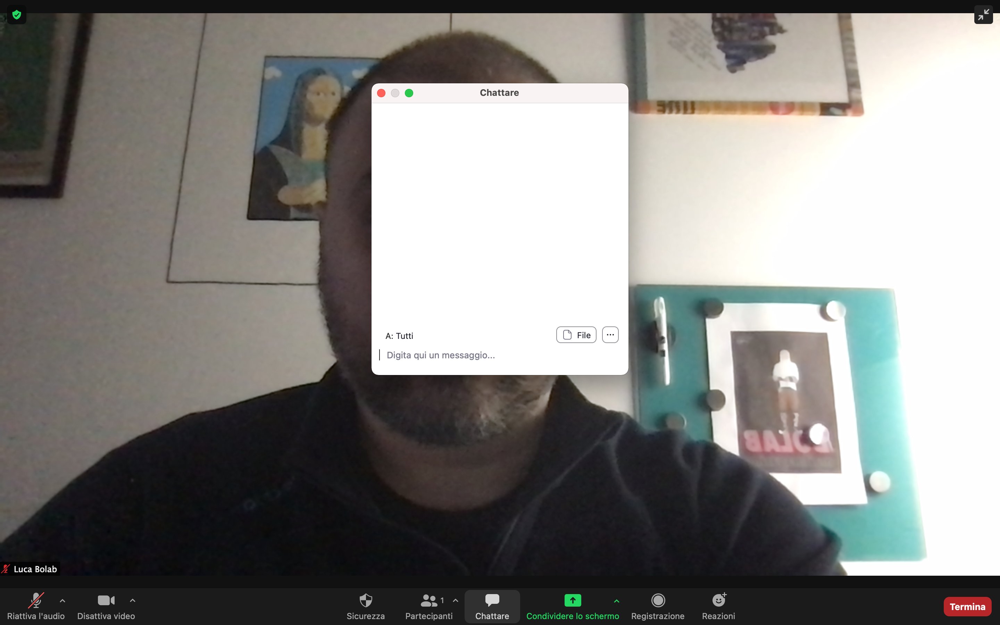 Chattare
A: Tutti
File
Digita qui un messaggio...
Luca Bolab
Riattiva l'audio
Disattiva video
Sicurezza
Partecipanti
1
Chattare
Condividere lo schermo
Registrazione
Reazioni
Termina